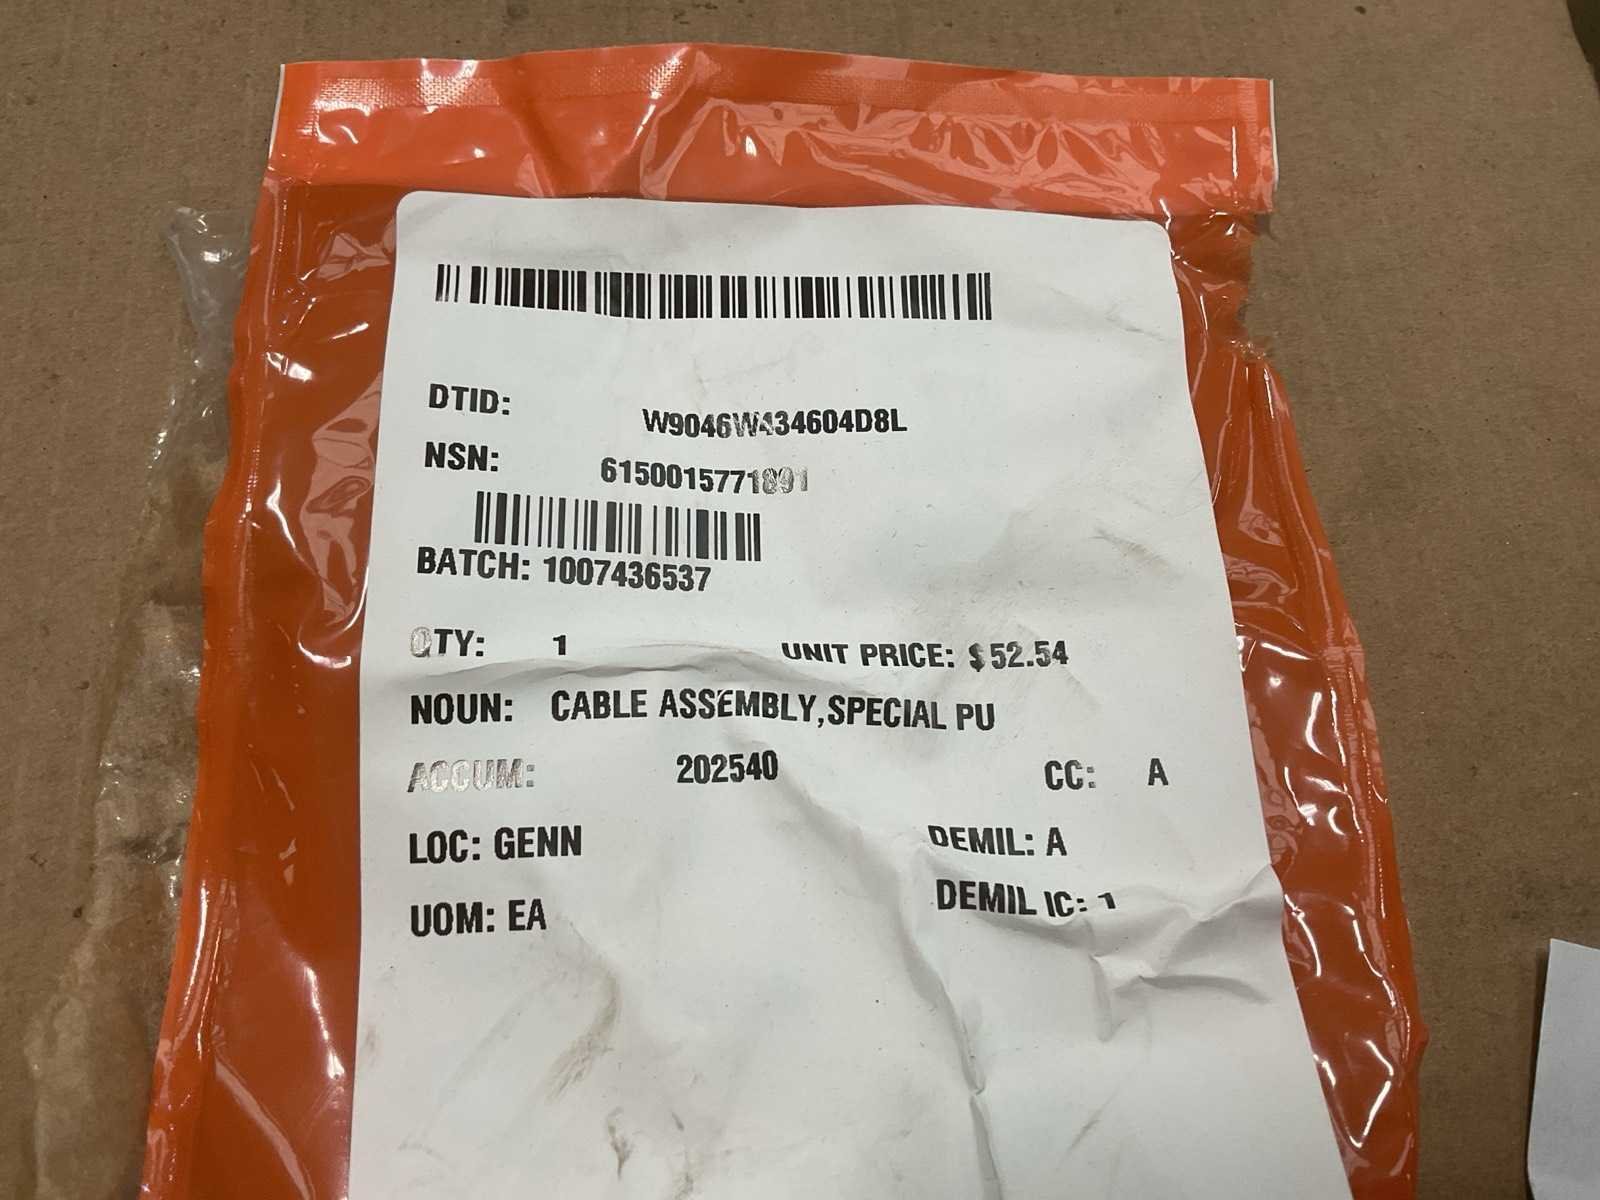 DTID: W9046W434604D8L
NSN: 6150015771891
BATCH: 1007436537
QTY: 1 UNIT PRICE: $ 52.54
NOUN: CABLE ASSEMBLY,SPECIAL PU
ACCUM: 202540 CC: A
LOC: GENN DEMIL: A
UOM: EA DEMIL IC: 1